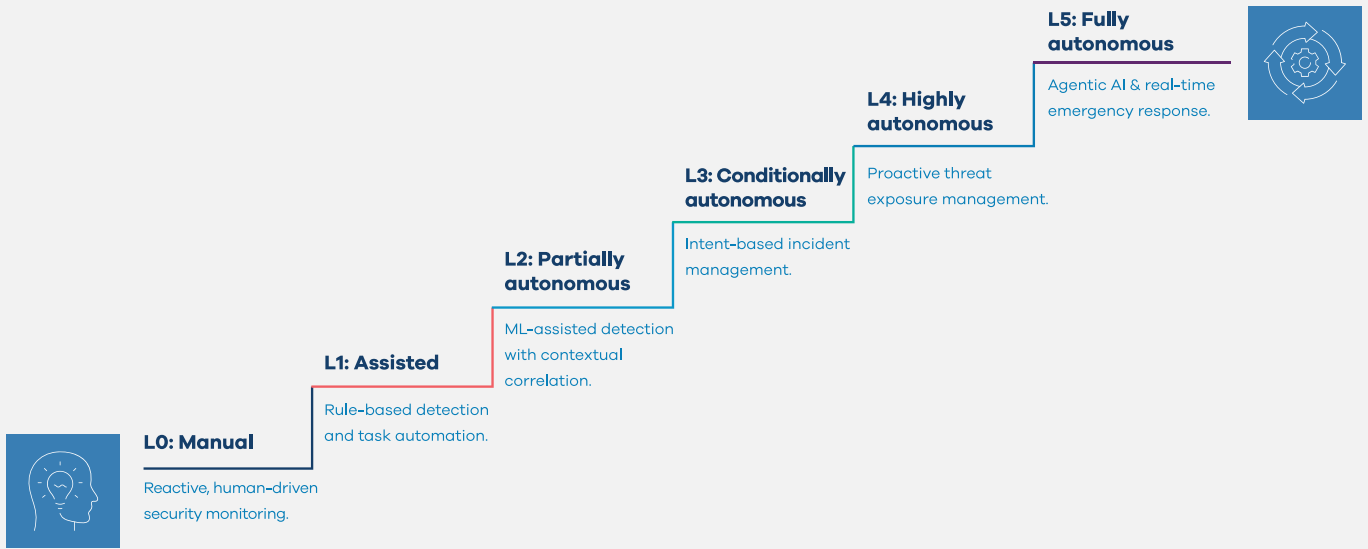 L0: Manual
Reactive, human-driven
security monitoring.
L1: Assisted
Rule-based detection
and task automation.
L2: Partially
autonomous
ML-assisted detection
with contextual
correlation.
L3: Conditionally
autonomous
Intent-based incident
management.
L4: Highly
autonomous
Proactive threat
exposure management.
L5: Fully
autonomous
Agentic AI & real-time
emergency response.